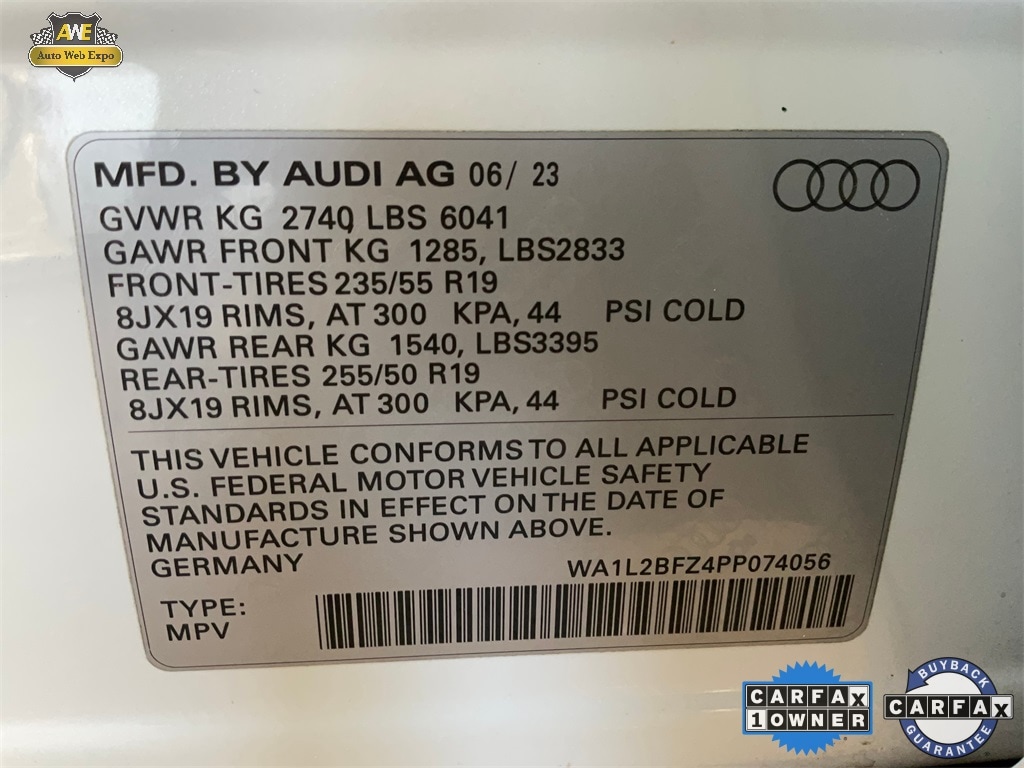 AWE
Auto Web Expo
MFD. BY AUDI AG 06/ 23
GVWR KG 2740, LBS 6041
GAWR FRONT KG 1285, LBS2833
FRONT-TIRES 235/55 R19
8JX19 RIMS, AT 300 KPA, 44 PSI COLD
GAWR REAR KG 1540, LBS3395
REAR-TIRES 255/50 R19
8JX19 RIMS, AT 300 KPA, 44 PSI COLD
THIS VEHICLE CONFORMS TO ALL APPLICABLE
U.S. FEDERAL MOTOR VEHICLE SAFETY
STANDARDS IN EFFECT ON THE DATE OF
MANUFACTURE SHOWN ABOVE.
GERMANY
WA1L2BFZ4PP074056
TYPE:
MPV
CARFAX
1 OWNER
BUYBACK
CARFAX
GUARANTEE